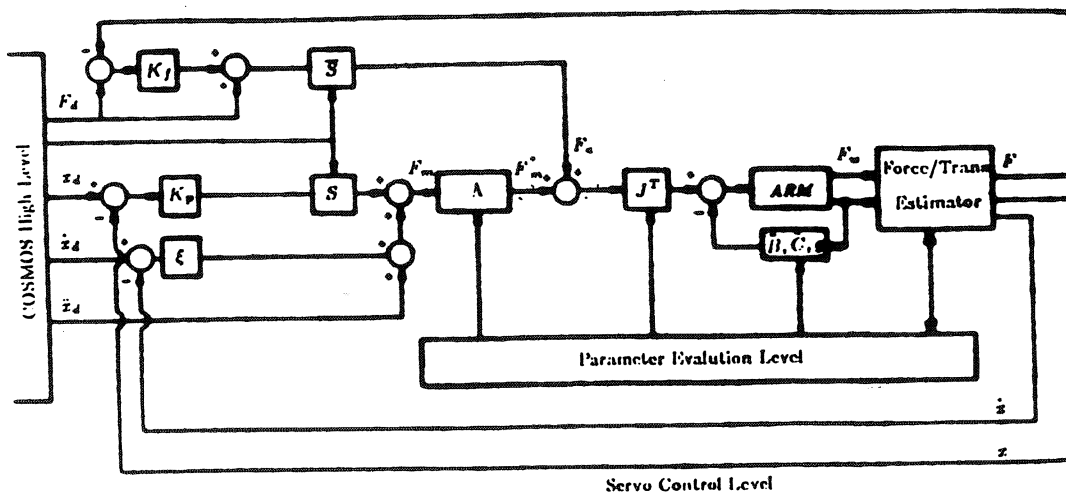 K_f
S̄
F_d
F_a
x_d
K_p
S
F_m
Λ
F*_m
J^T
ARM
F_w
Force/Trans
Estimator
F
ẋ_d
ξ
ẍ_d
COSMOS High Level
Parameter Evalution Level
ẋ
x
Servo Control Level